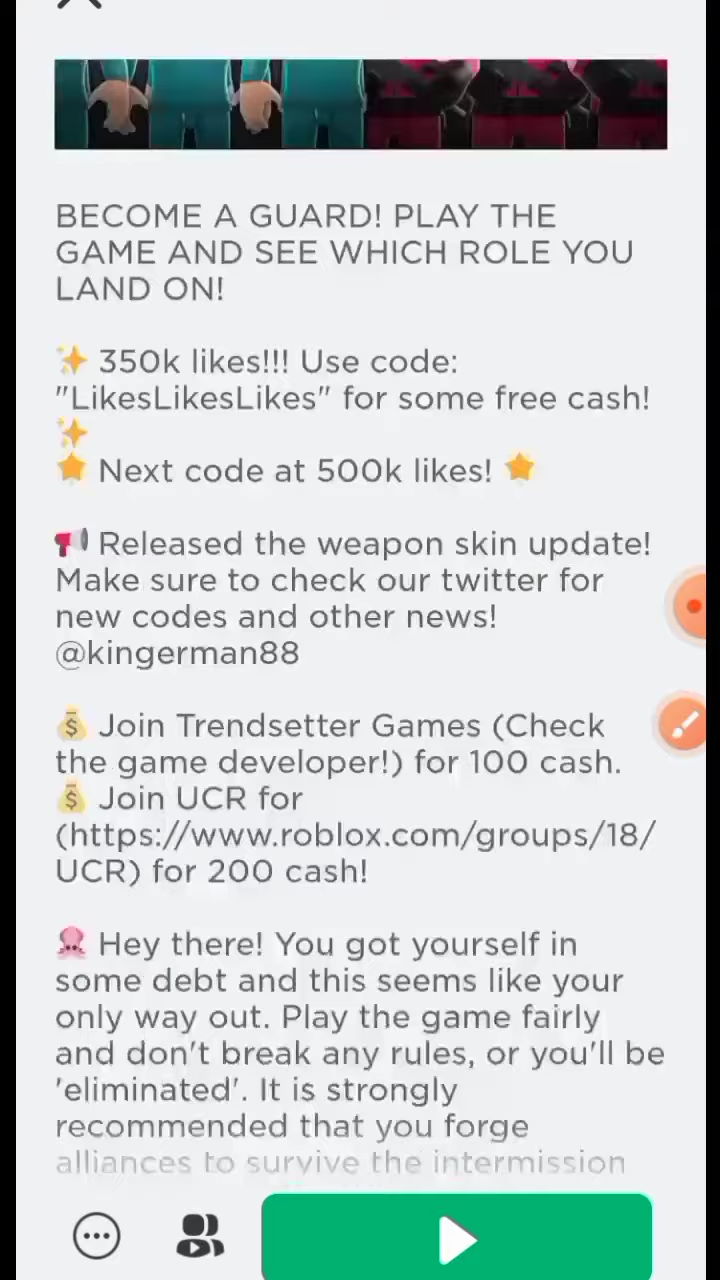 BECOME A GUARD! PLAY THE
GAME AND SEE WHICH ROLE YOU
LAND ON!
✨ 350k likes!!! Use code:
"LikesLikesLikes" for some free cash!
✨
⭐ Next code at 500k likes! ⭐
📢 Released the weapon skin update!
Make sure to check our twitter for
new codes and other news!
@kingerman88
💰 Join Trendsetter Games (Check
the game developer!) for 100 cash.
💰 Join UCR for
(https://www.roblox.com/groups/18/
UCR) for 200 cash!
🦑 Hey there! You got yourself in
some debt and this seems like your
only way out. Play the game fairly
and don't break any rules, or you'll be
'eliminated'. It is strongly
recommended that you forge
alliances to survive the intermission